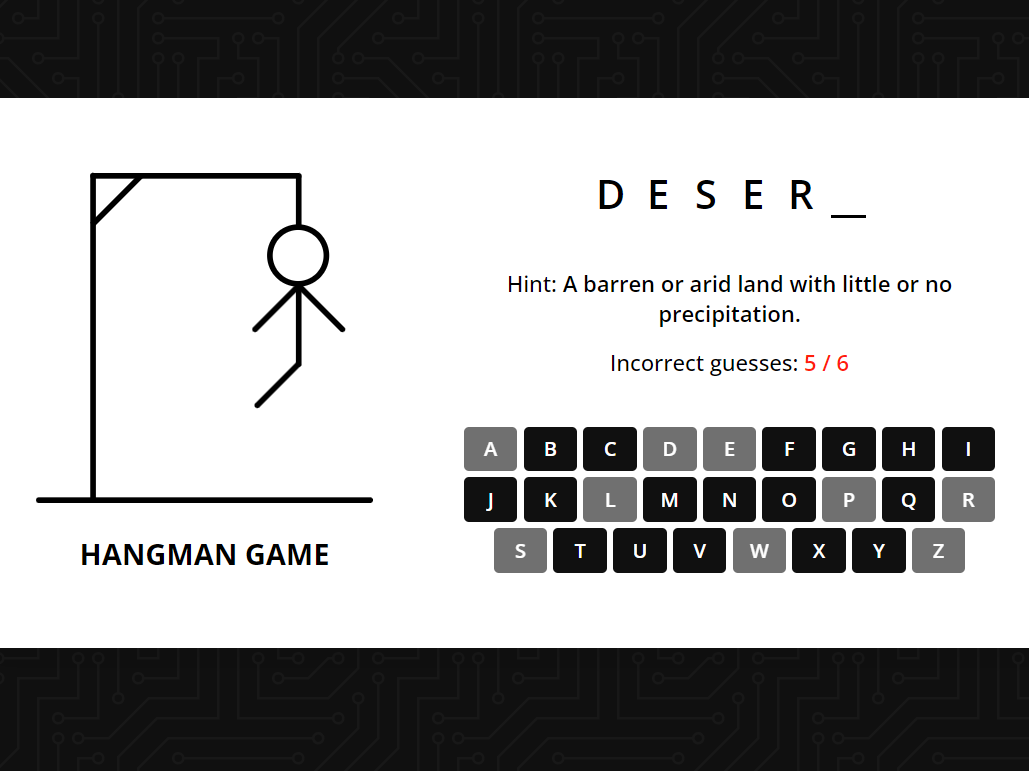 D E S E R _
Hint: A barren or arid land with little or no
precipitation.
Incorrect guesses: 5 / 6
A B C D E F G H I
J K L M N O P Q R
S T U V W X Y Z
HANGMAN GAME